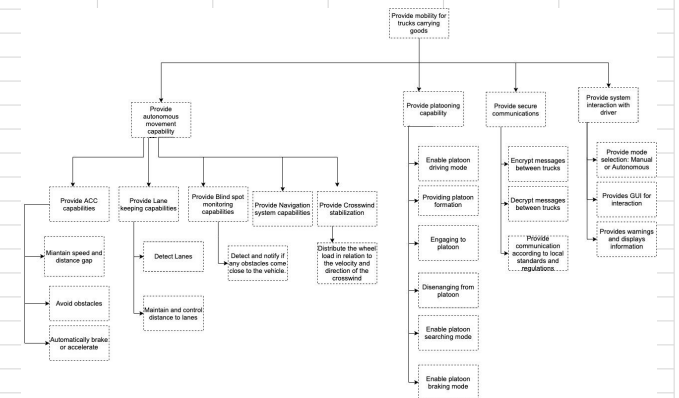 Provide mobility for
trucks carrying
goods
Provide
autonomous
movement
capability
Provide platooning
capability
Provide secure
communications
Provide system
interaction with
driver
Provide ACC
capabilities
Provide Lane
keeping capabilities
Provide Blind spot
monitoring
capabilities
Provide Navigation
system capabilities
Provide Crosswind
stabilization
Miantain speed and
distance gap
Avoid obstacles
Automatically brake
or accelerate
Detect Lanes
Maintain and control
distance to lanes
Detect and notify if
any obstacles come
close to the vehicle.
Distribute the wheel
load in relation to
the velocity and
direction of the
crosswind
Enable platoon
driving mode
Providing platoon
formation
Engaging to
platoon
Disenanging from
platoon
Enable platoon
searching mode
Enable platoon
braking mode
Encrypt messages
between trucks
Decrypt messages
between trucks
Provide
communication
according to local
standards and
regulations
Provide mode
selection: Manual
or Autonomous
Provides GUI for
interaction
Provides warnings
and displays
information